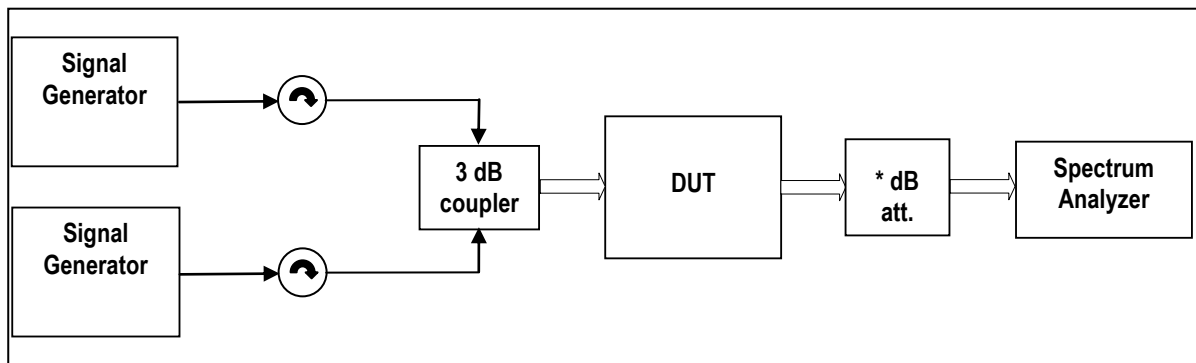 Signal
Generator
3 dB
coupler
DUT
* dB
att.
Spectrum
Analyzer
Signal
Generator